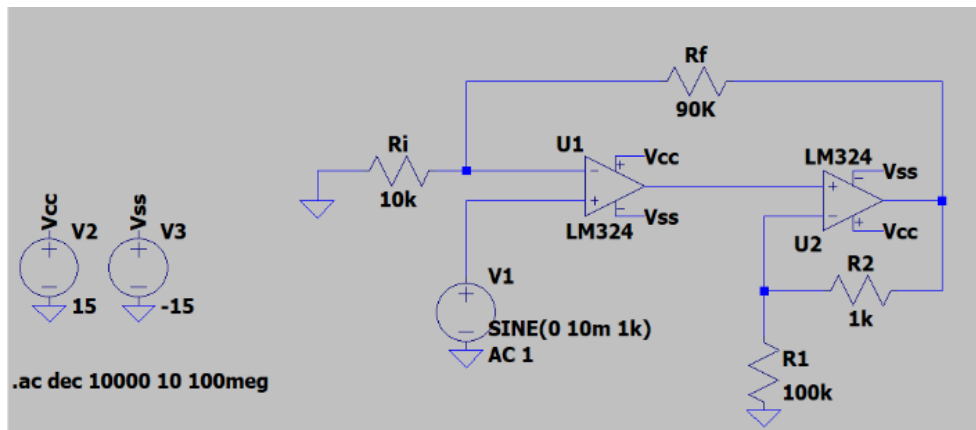 Rf
90K
Ri
10k
U1
Vcc
LM324
Vss
LM324
Vss
Vcc
U2
R2
1k
R1
100k
V1
SINE(0 10m 1k)
AC 1
Vcc
V2
15
Vss
V3
-15
.ac dec 10000 10 100meg